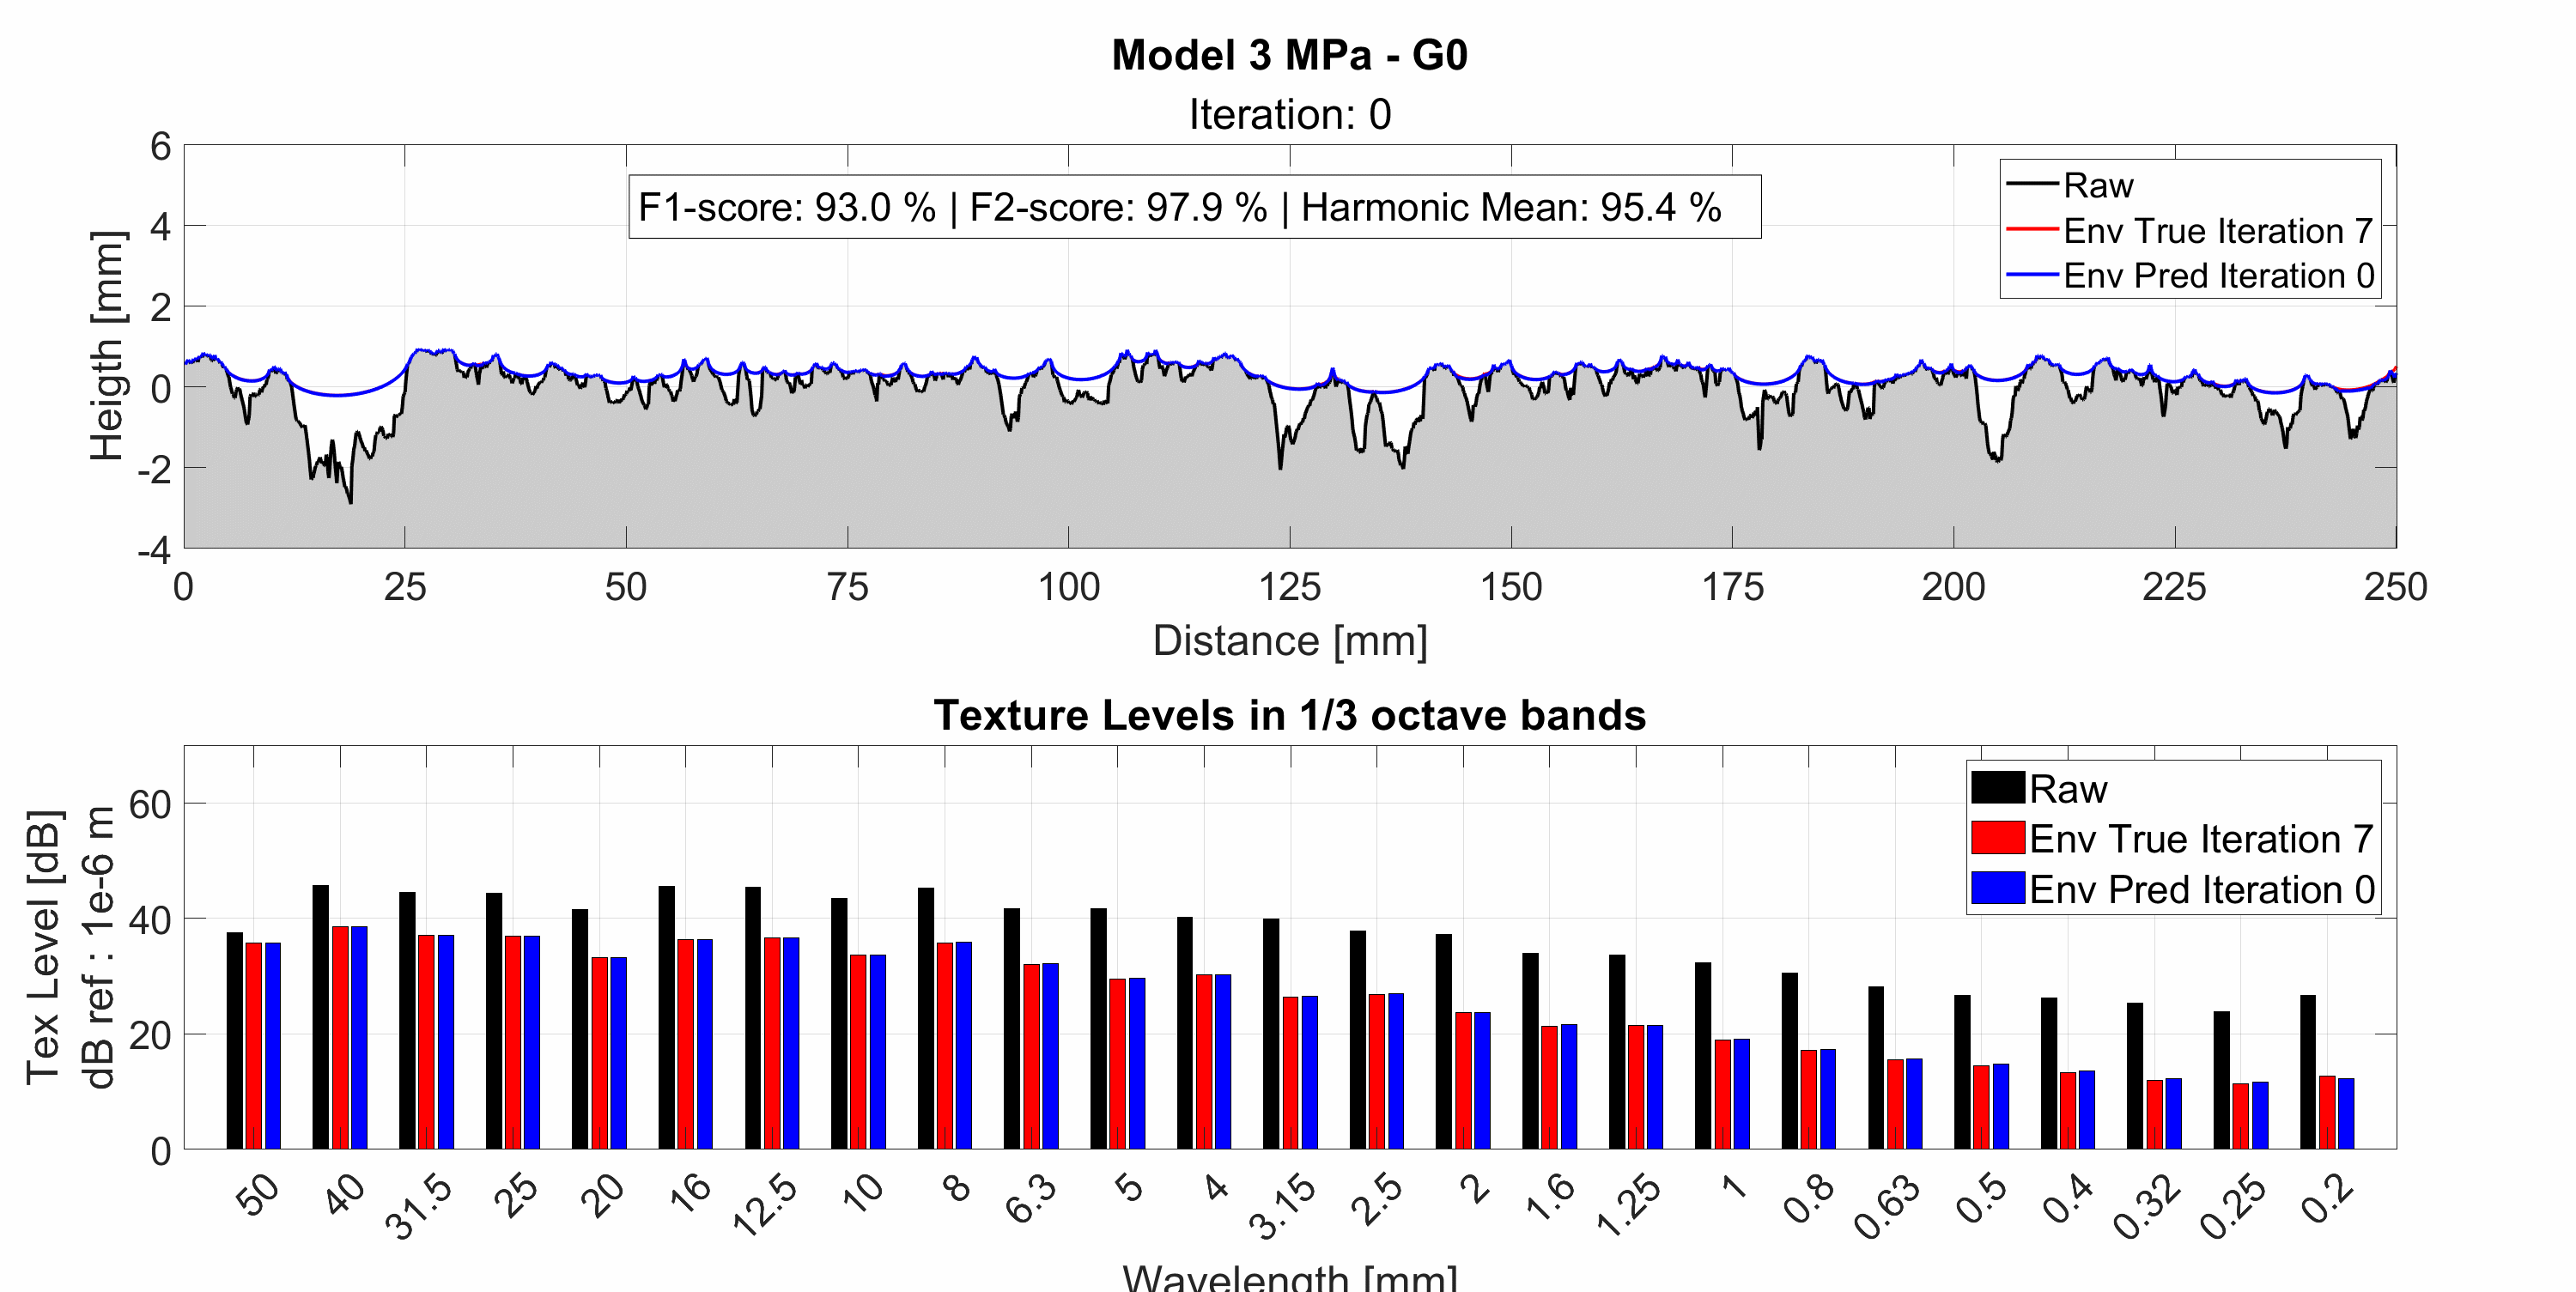 Model 3 MPa - G0
Iteration: 0
F1-score: 93.0 % | F2-score: 97.9 % | Harmonic Mean: 95.4 %
Raw
Env True Iteration 7
Env Pred Iteration 0
Heigth [mm]
6
4
2
0
-2
-4
0 25 50 75 100 125 150 175 200 225 250
Distance [mm]
Texture Levels in 1/3 octave bands
Raw
Env True Iteration 7
Env Pred Iteration 0
Tex Level [dB]
dB ref : 1e-6 m
60
40
20
0
50 40 31.5 25 20 16 12.5 10 8 6.3 5 4 3.15 2.5 2 1.6 1.25 1 0.8 0.63 0.5 0.4 0.32 0.25 0.2
Wavelength [mm]